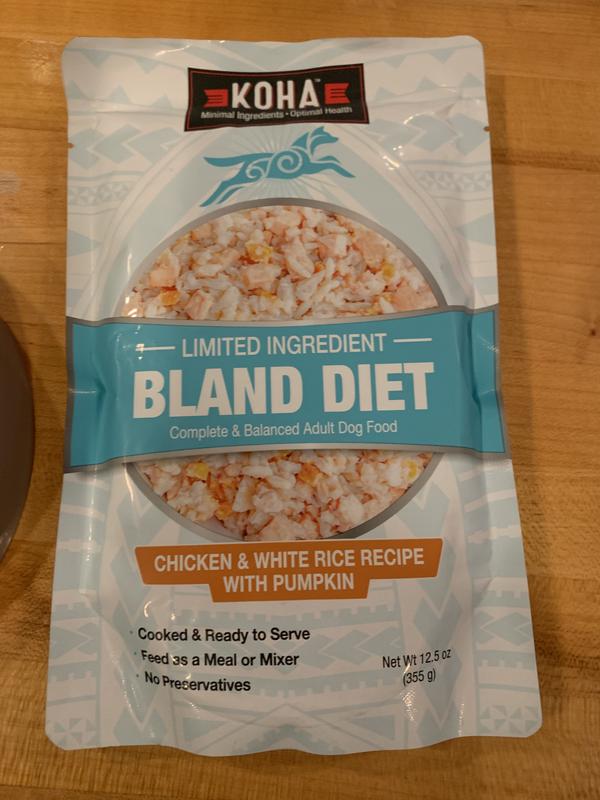 KOHA™
Minimal Ingredients • Optimal Health
LIMITED INGREDIENT
BLAND DIET
Complete & Balanced Adult Dog Food
CHICKEN & WHITE RICE RECIPE
WITH PUMPKIN
· Cooked & Ready to Serve
· Feed as a Meal or Mixer
· No Preservatives
Net Wt 12.5 oz
(355 g)